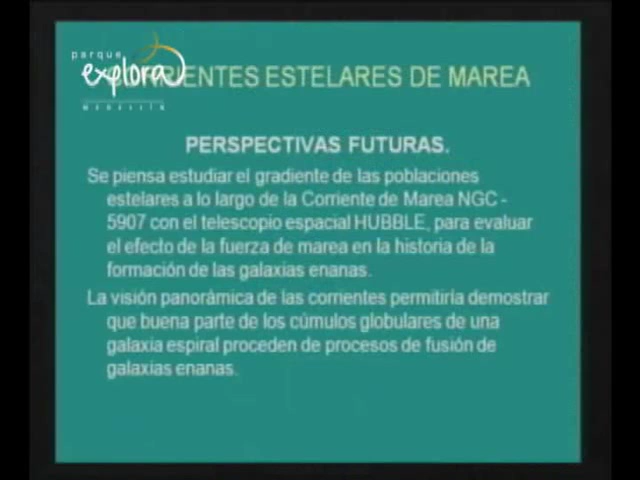 parque
explora
MEDELLÍN
CORRIENTES ESTELARES DE MAREA
PERSPECTIVAS FUTURAS.
Se piensa estudiar el gradiente de las poblaciones
estelares a lo largo de la Corriente de Marea NGC -
5907 con el telescopio espacial HUBBLE, para evaluar
el efecto de la fuerza de marea en la historia de la
formación de las galaxias enanas.
La visión panorámica de las corrientes permitiría demostrar
que buena parte de los cúmulos globulares de una
galaxia espiral proceden de procesos de fusión de
galaxias enanas.